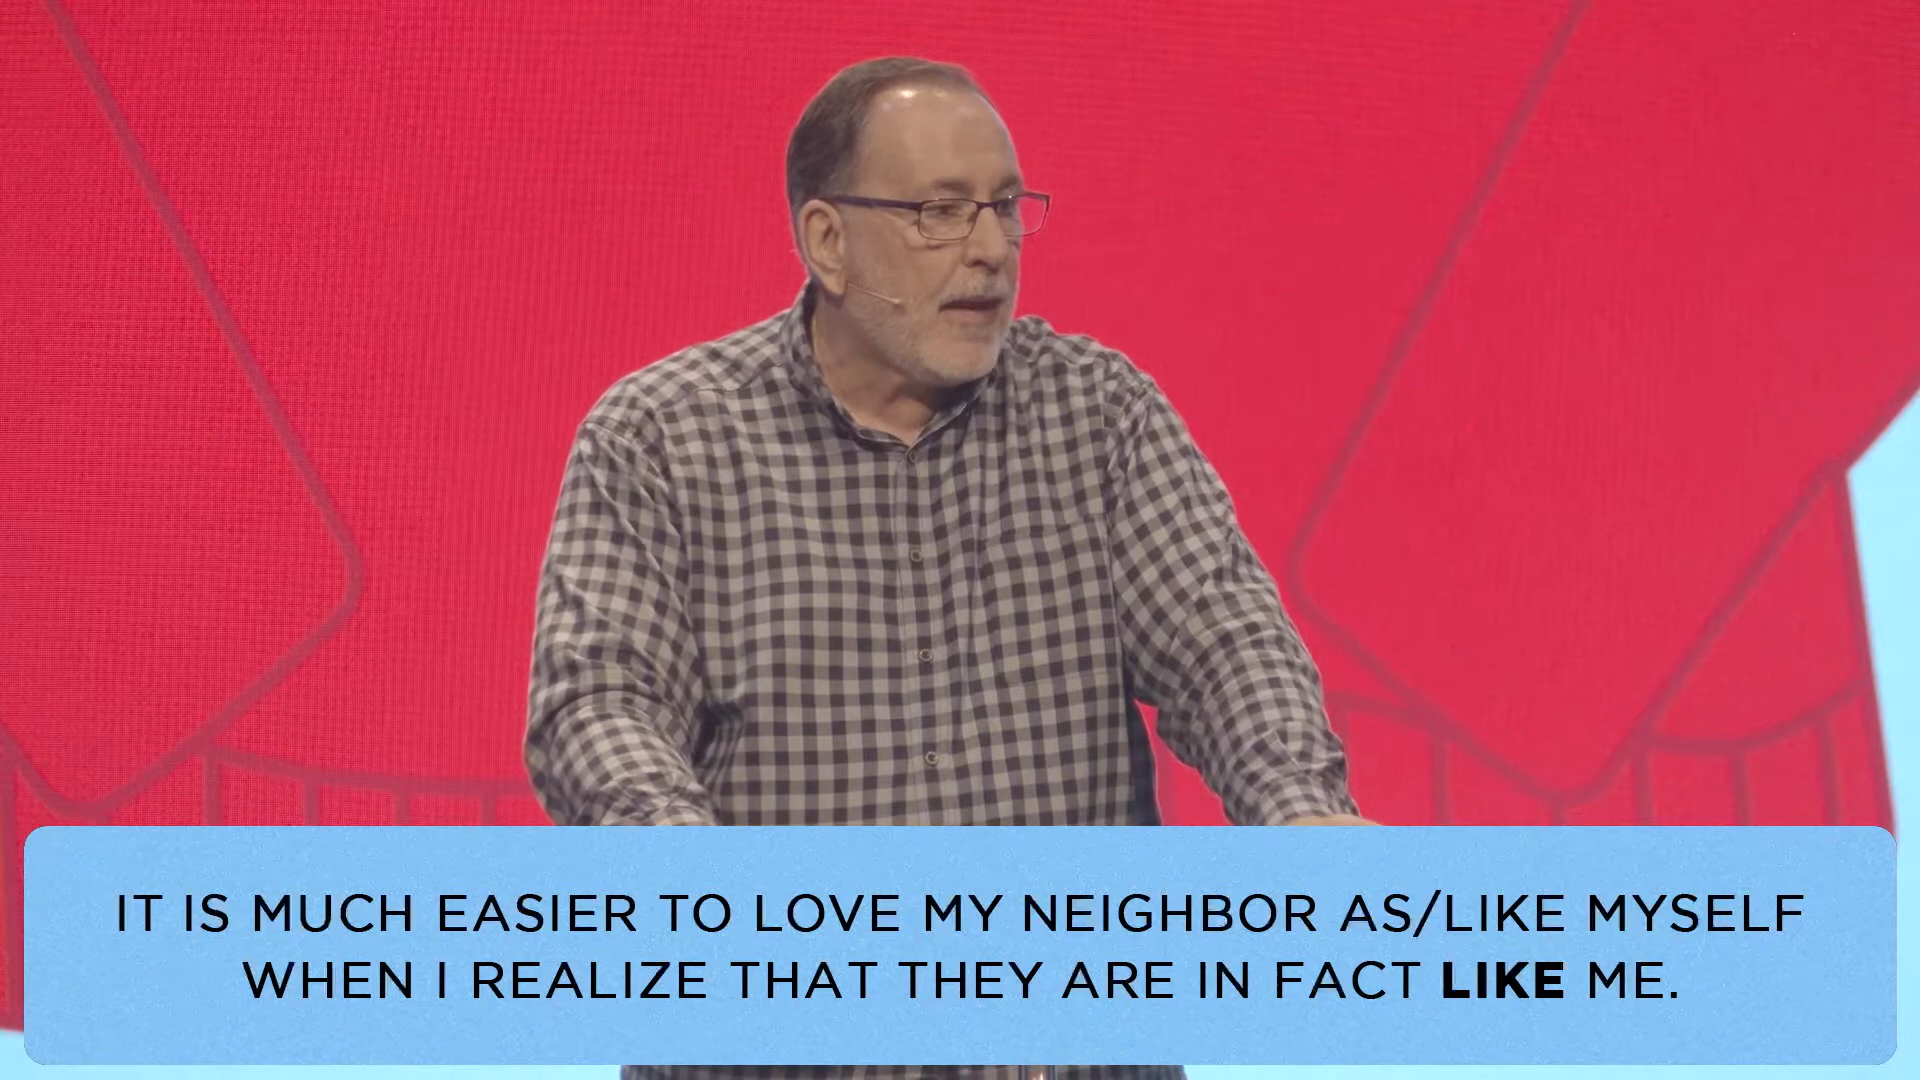 IT IS MUCH EASIER TO LOVE MY NEIGHBOR AS/LIKE MYSELF
WHEN I REALIZE THAT THEY ARE IN FACT LIKE ME.